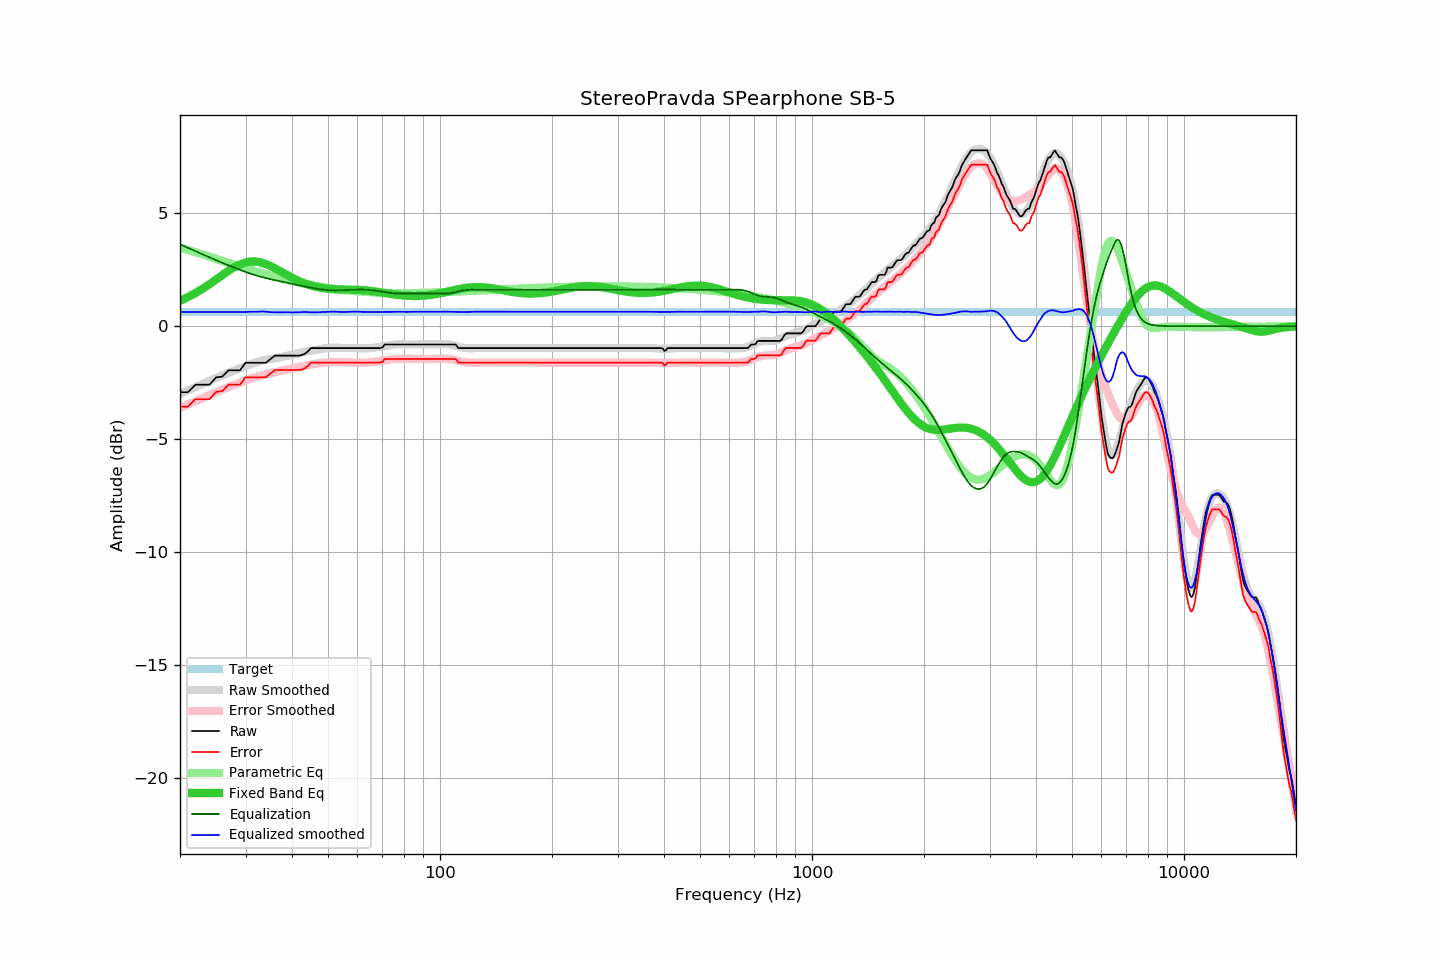 StereoPravda SPearphone SB-5
Amplitude (dBr)
5
0
−5
−10
−15
−20
Target
Raw Smoothed
Error Smoothed
Raw
Error
Parametric Eq
Fixed Band Eq
Equalization
Equalized smoothed
100
1000
10000
Frequency (Hz)